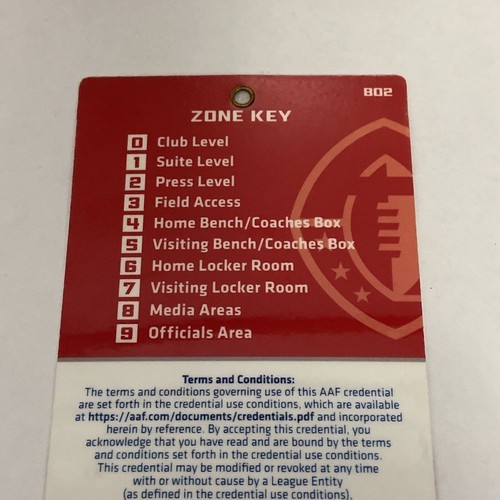 802
ZONE KEY
0 Club Level
1 Suite Level
2 Press Level
3 Field Access
4 Home Bench/Coaches Box
5 Visiting Bench/Coaches Box
6 Home Locker Room
7 Visiting Locker Room
8 Media Areas
9 Officials Area
Terms and Conditions:
The terms and conditions governing use of this AAF credential
are set forth in the credential use conditions, which are available
at https://aaf.com/documents/credentials.pdf and incorporated
herein by reference. By accepting this credential, you
acknowledge that you have read and are bound by the terms
and conditions set forth in the credential use conditions.
This credential may be modified or revoked at any time
with or without cause by a League Entity
(as defined in the credential use conditions).